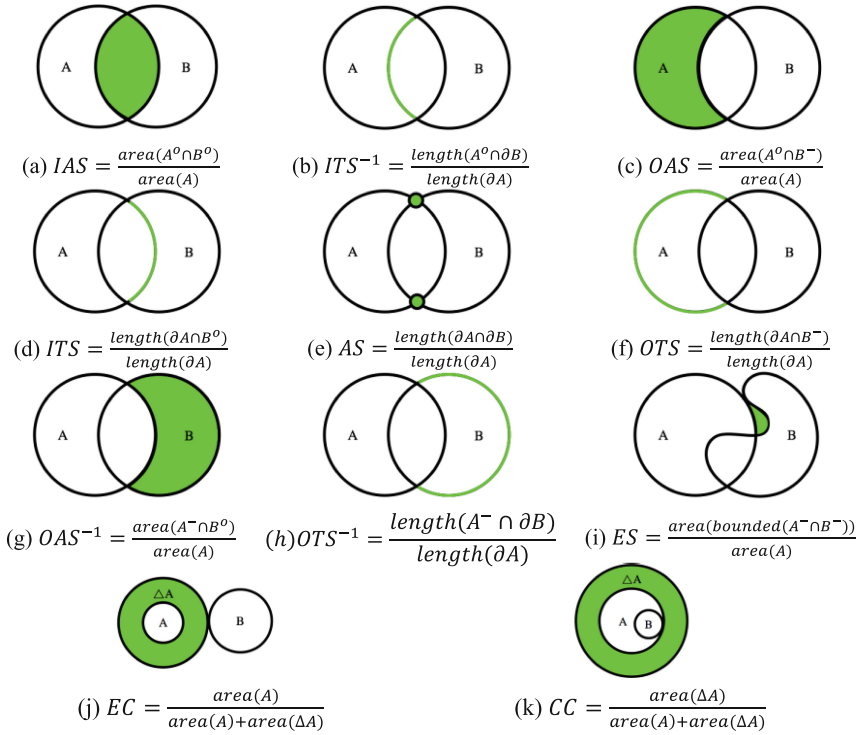 A B A B A B
(a) IAS = area(A° ∩ B°) / area(A) (b) ITS⁻¹ = length(A° ∩ ∂B) / length(∂A) (c) OAS = area(A° ∩ B⁻) / area(A)
A B A B A B
(d) ITS = length(∂A ∩ B°) / length(∂A) (e) AS = length(∂A ∩ ∂B) / length(∂A) (f) OTS = length(∂A ∩ B⁻) / length(∂A)
A B A B A B
(g) OAS⁻¹ = area(A⁻ ∩ B°) / area(A) (h) OTS⁻¹ = length(A⁻ ∩ ∂B) / length(∂A) (i) ES = area(bounded(A⁻ ∩ B⁻)) / area(A)
△A △A
A B A B
(j) EC = area(A) / area(A)+area(ΔA) (k) CC = area(ΔA) / area(A)+area(ΔA)